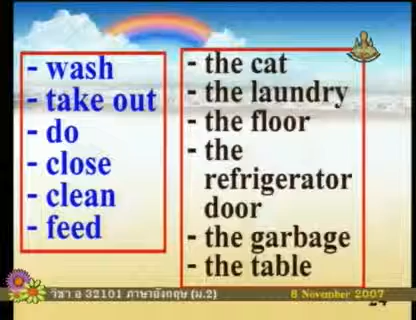 - wash
- take out
- do
- close
- clean
- feed
- the cat
- the laundry
- the floor
- the
refrigerator
door
- the garbage
- the table
วิชา อ 32101 ภาษาอังกฤษ (ม.2)
8 November 2007
24